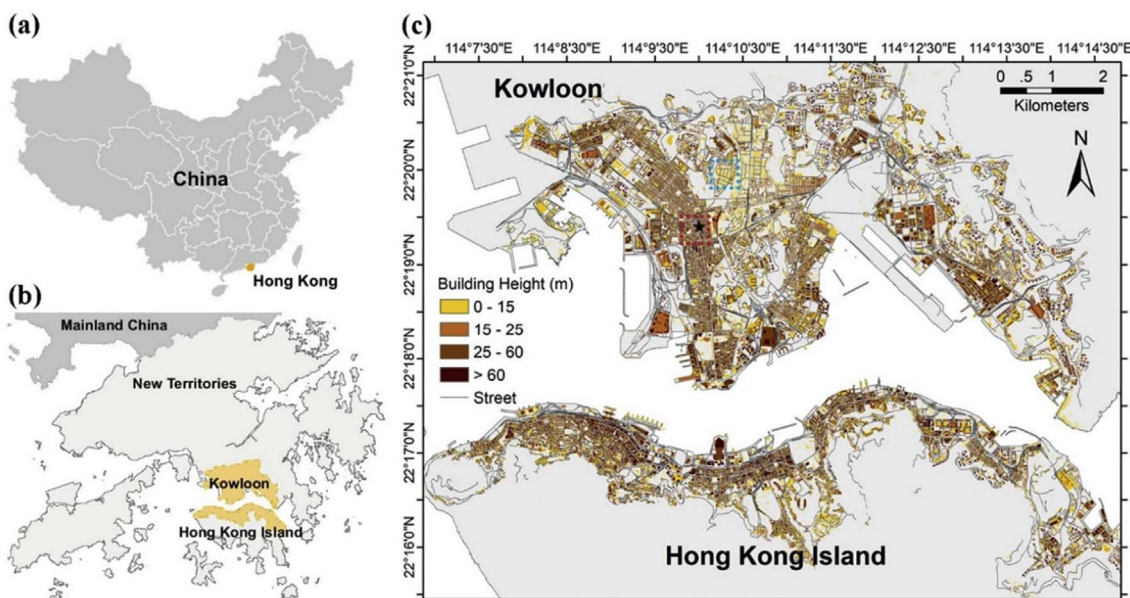 (a)
China
Hong Kong
(b)
Mainland China
New Territories
Kowloon
Hong Kong Island
(c)
114°7'30"E 114°8'30"E 114°9'30"E 114°10'30"E 114°11'30"E 114°12'30"E 114°13'30"E 114°14'30"E
22°21'0"N
22°20'0"N
22°19'0"N
22°18'0"N
22°17'0"N
22°16'0"N
Kowloon
0 .5 1 2
Kilometers
N
Building Height (m)
0 - 15
15 - 25
25 - 60
> 60
Street
Hong Kong Island